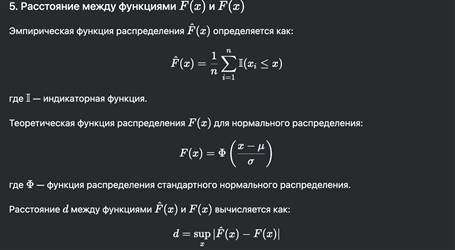 5. Расстояние между функциями F(x) и F(x)
Эмпирическая функция распределения F̂(x) определяется как:
F̂(x) = 1/n ∑_{i=1}^{n} 𝕀(x_i ≤ x)
где 𝕀 — индикаторная функция.
Теоретическая функция распределения F(x) для нормального распределения:
F(x) = Φ((x − μ)/σ)
где Φ — функция распределения стандартного нормального распределения.
Расстояние d между функциями F̂(x) и F(x) вычисляется как:
d = sup_x |F̂(x) − F(x)|